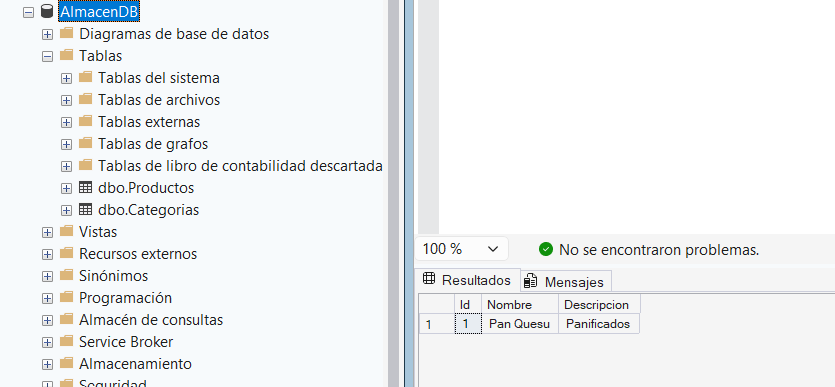 AlmacenDB
Diagramas de base de datos
Tablas
Tablas del sistema
Tablas de archivos
Tablas externas
Tablas de grafos
Tablas de libro de contabilidad descartada
dbo.Productos
dbo.Categorias
Vistas
Recursos externos
Sinónimos
Programación
Almacén de consultas
Service Broker
Almacenamiento
Seguridad
100 %
No se encontraron problemas.
Resultados Mensajes
Id Nombre Descripcion
1 1 Pan Quesu Panificados